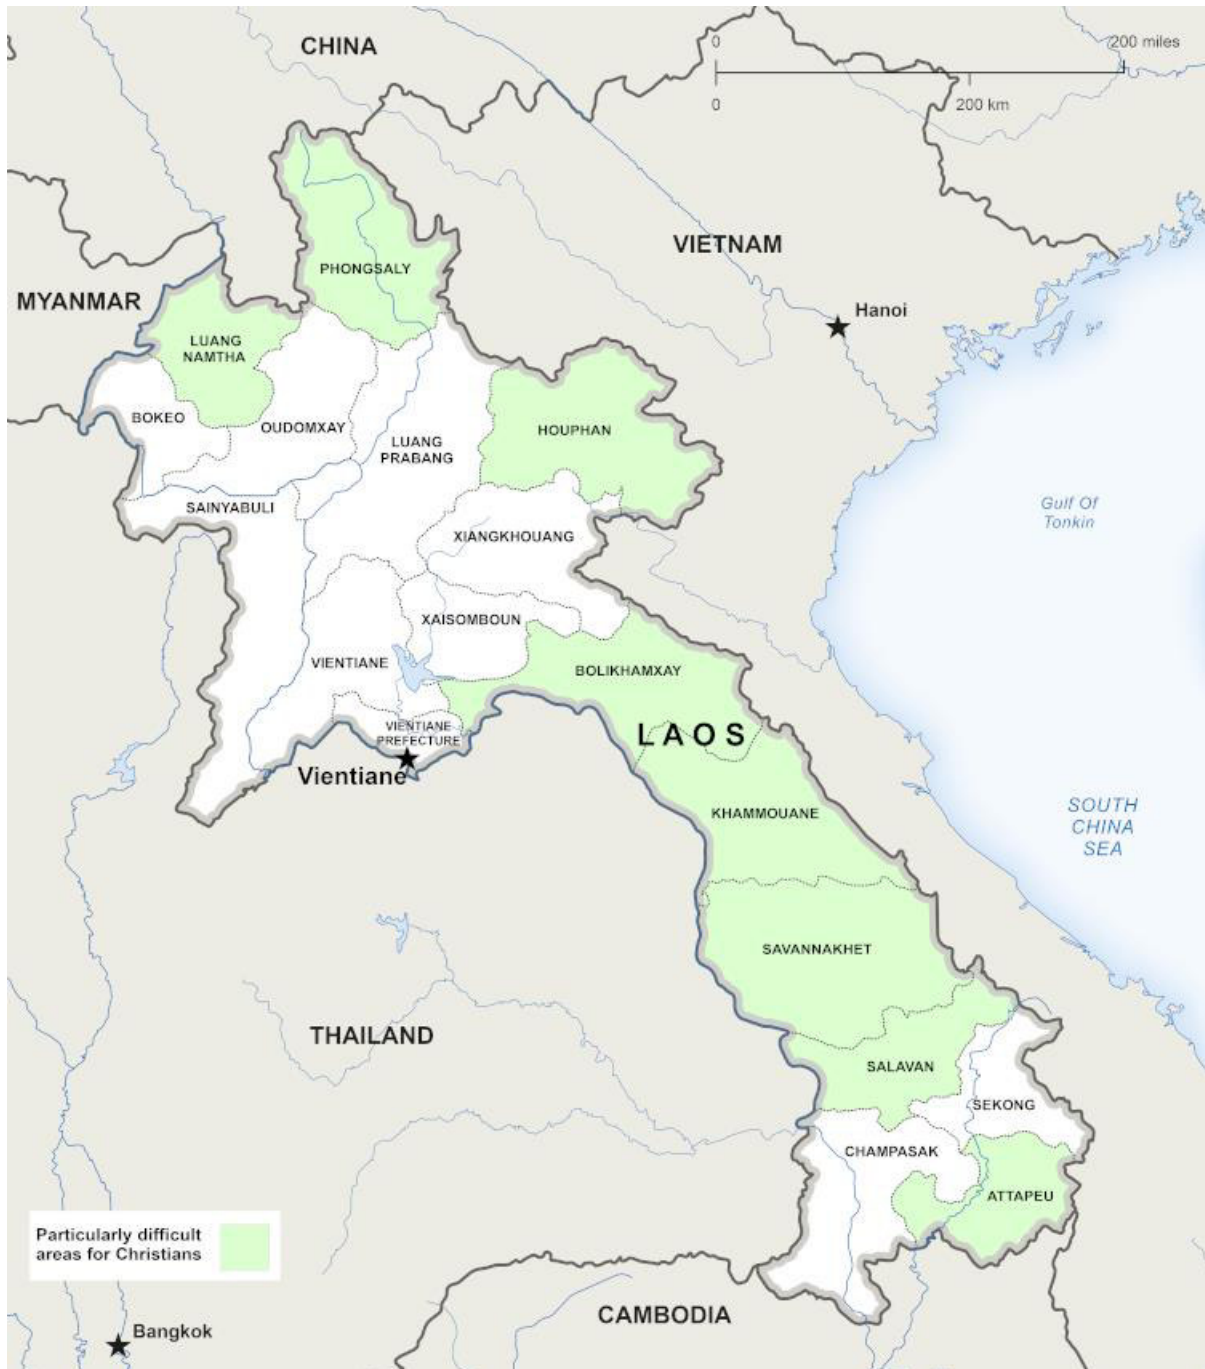 CHINA
0
200 miles
0
200 km
VIETNAM
PHONGSALY
MYANMAR
Hanoi
LUANG
NAMTHA
BOKEO
OUDOMXAY
HOUPHAN
LUANG
PRABANG
SAINYABULI
Gulf Of
Tonkin
XIANGKHOUANG
XAISOMBOUN
VIENTIANE
BOLIKHAMXAY
VIENTIANE
PREFECTURE
LAOS
Vientiane
KHAMMOUANE
SOUTH
CHINA
SEA
SAVANNAKHET
THAILAND
SALAVAN
SEKONG
CHAMPASAK
ATTAPEU
Particularly difficult
areas for Christians
CAMBODIA
Bangkok